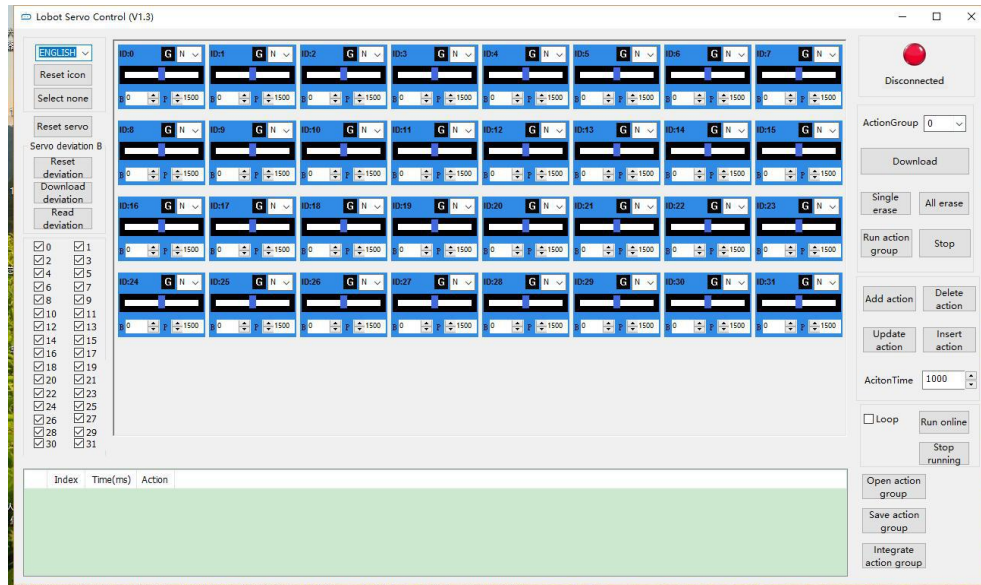 Lobot Servo Control (V1.3)
ENGLISH
Reset icon
Select none
Reset servo
Servo deviation B
Reset
deviation
Download
deviation
Read
deviation
0 1
2 3
4 5
6 7
8 9
10 11
12 13
14 15
16 17
18 19
20 21
22 23
24 25
26 27
28 29
30 31
ID:0 G N ID:1 G N ID:2 G N ID:3 G N ID:4 G N ID:5 G N ID:6 G N ID:7 G N
B 0 P 1500 B 0 P 1500 B 0 P 1500 B 0 P 1500 B 0 P 1500 B 0 P 1500 B 0 P 1500 B 0 P 1500
ID:8 G N ID:9 G N ID:10 G N ID:11 G N ID:12 G N ID:13 G N ID:14 G N ID:15 G N
B 0 P 1500 B 0 P 1500 B 0 P 1500 B 0 P 1500 B 0 P 1500 B 0 P 1500 B 0 P 1500 B 0 P 1500
ID:16 G N ID:17 G N ID:18 G N ID:19 G N ID:20 G N ID:21 G N ID:22 G N ID:23 G N
B 0 P 1500 B 0 P 1500 B 0 P 1500 B 0 P 1500 B 0 P 1500 B 0 P 1500 B 0 P 1500 B 0 P 1500
ID:24 G N ID:25 G N ID:26 G N ID:27 G N ID:28 G N ID:29 G N ID:30 G N ID:31 G N
B 0 P 1500 B 0 P 1500 B 0 P 1500 B 0 P 1500 B 0 P 1500 B 0 P 1500 B 0 P 1500 B 0 P 1500
Index Time(ms) Action
Disconnected
ActionGroup 0
Download
Single
erase
All erase
Run action
group
Stop
Add action
Delete
action
Update
action
Insert
action
AcitonTime 1000
Loop
Run online
Stop
running
Open action
group
Save action
group
Integrate
action group